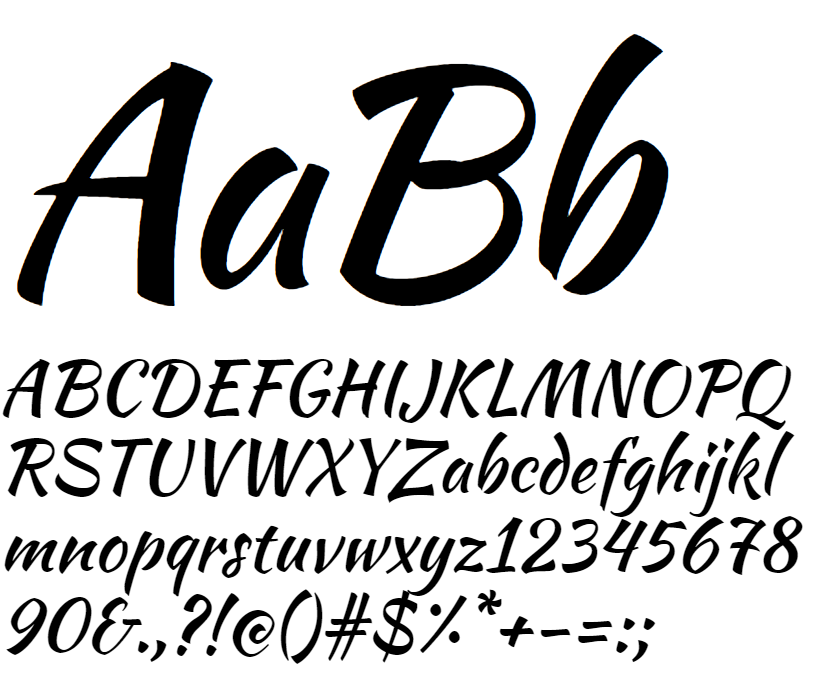 AaBb
ABCDEFGHIJKLMNOPQ
RSTUVWXYZabcdefghijkl
mnopqrstuvwxyz12345678
90&.,?!@()#$%*+-=:;